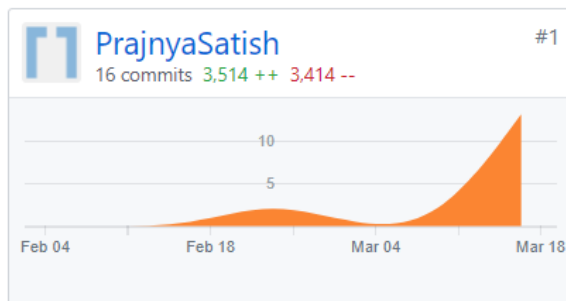 PrajnyaSatish #1
16 commits 3,514 ++ 3,414 --
10
5
Feb 04 Feb 18 Mar 04 Mar 18